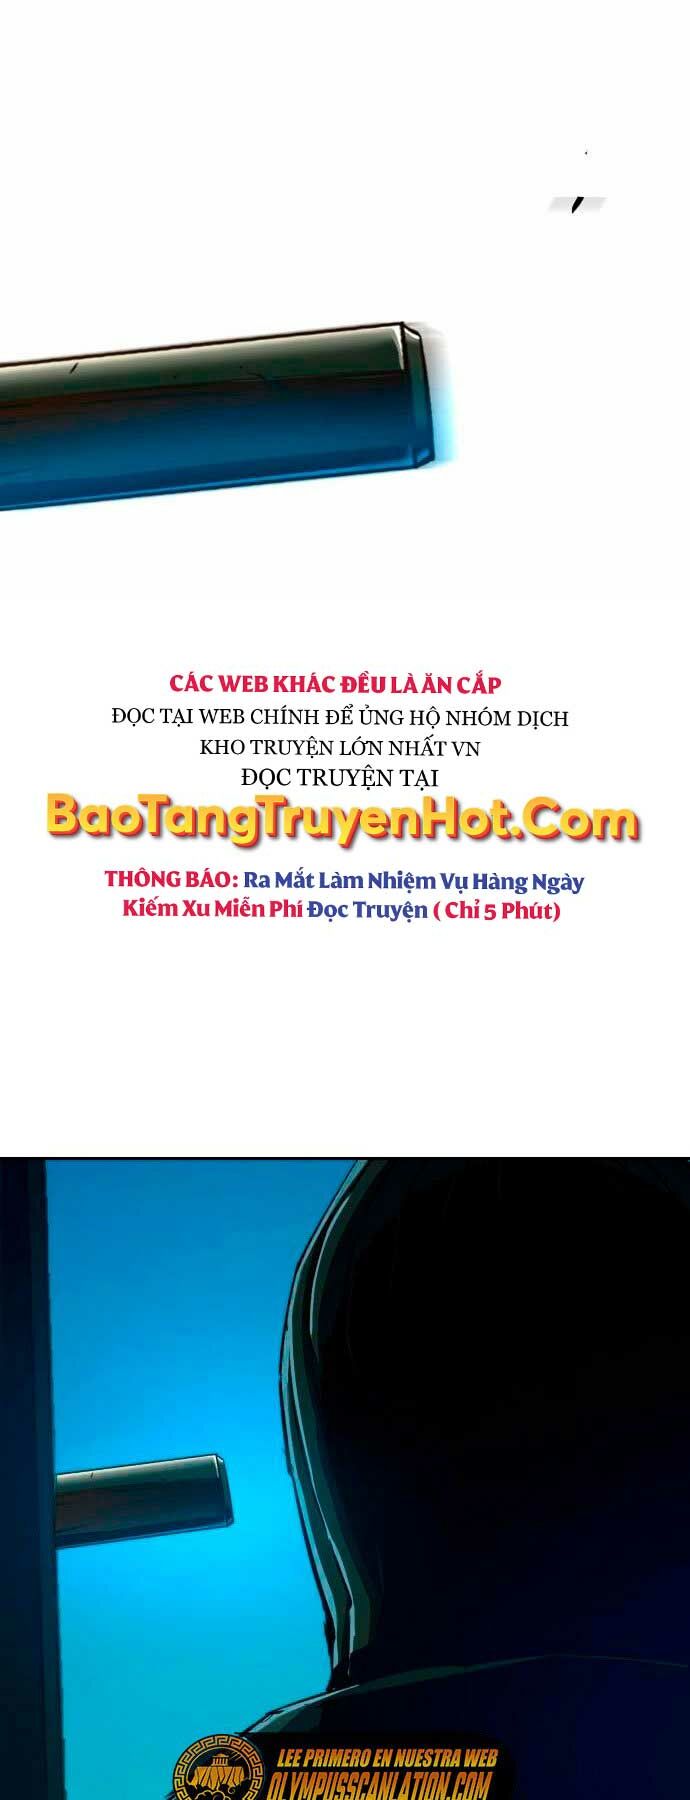 CÁC WEB KHÁC ĐỀU LÀ ĂN CẮP
ĐỌC TẠI WEB CHÍNH ĐỂ ỦNG HỘ NHÓM DỊCH
KHO TRUYỆN LỚN NHẤT VN
ĐỌC TRUYỆN TẠI
BaoTangTruyenHot.Com
THÔNG BÁO: Ra Mắt Làm Nhiệm Vụ Hàng Ngày
Kiếm Xu Miễn Phí Đọc Truyện ( Chỉ 5 Phút)
LEE PRIMERO EN NUESTRA WEB
OLYMPUSSCANLATION.COM